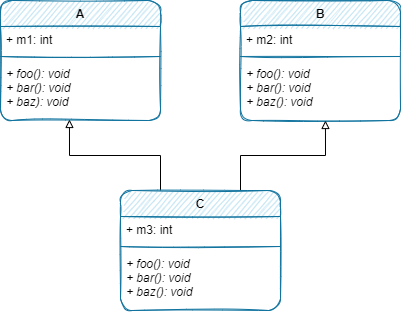 A
+ m1: int
+ foo(): void
+ bar(): void
+ baz): void
B
+ m2: int
+ foo(): void
+ bar(): void
+ baz(): void
C
+ m3: int
+ foo(): void
+ bar(): void
+ baz(): void